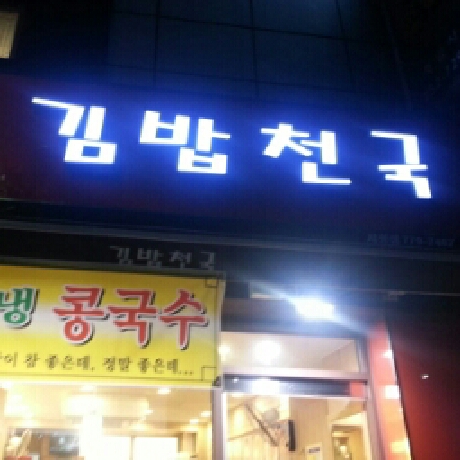 김밥천국
김밥천국
냉 콩국수
이 참 좋은데, 정말 좋은데...